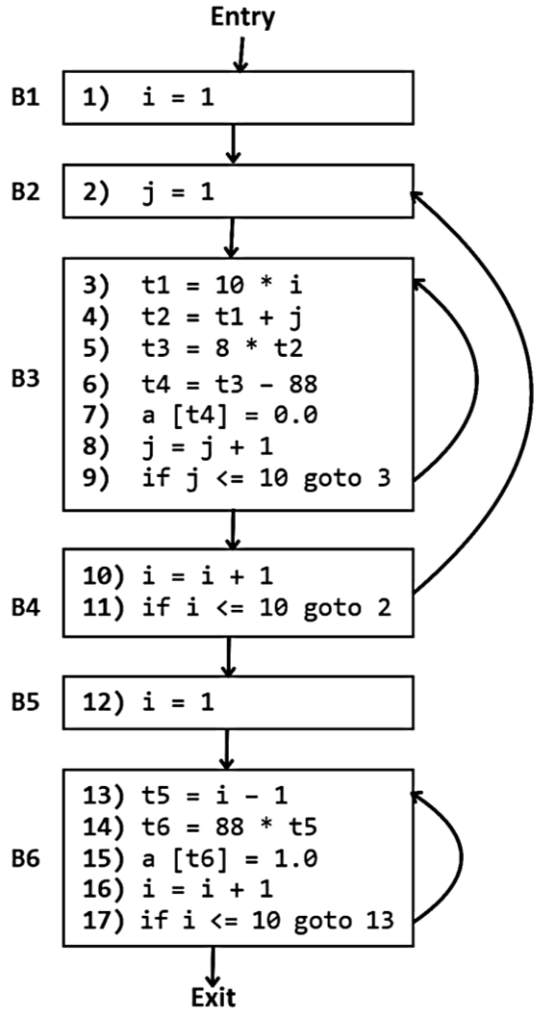 Entry
B1
1) i = 1
B2
2) j = 1
B3
3) t1 = 10 * i
4) t2 = t1 + j
5) t3 = 8 * t2
6) t4 = t3 - 88
7) a [t4] = 0.0
8) j = j + 1
9) if j <= 10 goto 3
B4
10) i = i + 1
11) if i <= 10 goto 2
B5
12) i = 1
B6
13) t5 = i - 1
14) t6 = 88 * t5
15) a [t6] = 1.0
16) i = i + 1
17) if i <= 10 goto 13
Exit